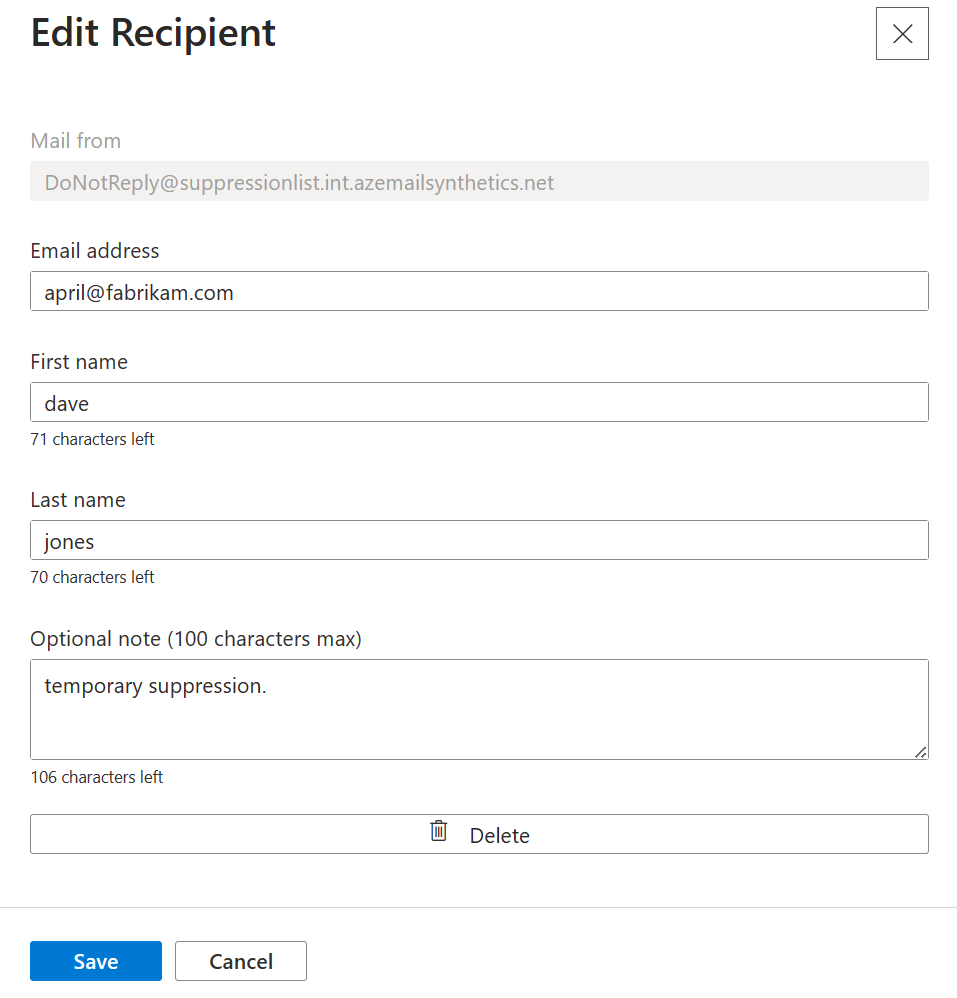 Edit Recipient
Mail from
DoNotReply@suppressionlist.int.azemailsynthetics.net
Email address
april@fabrikam.com
First name
dave
71 characters left
Last name
jones
70 characters left
Optional note (100 characters max)
temporary suppression.
106 characters left
Delete
Save
Cancel